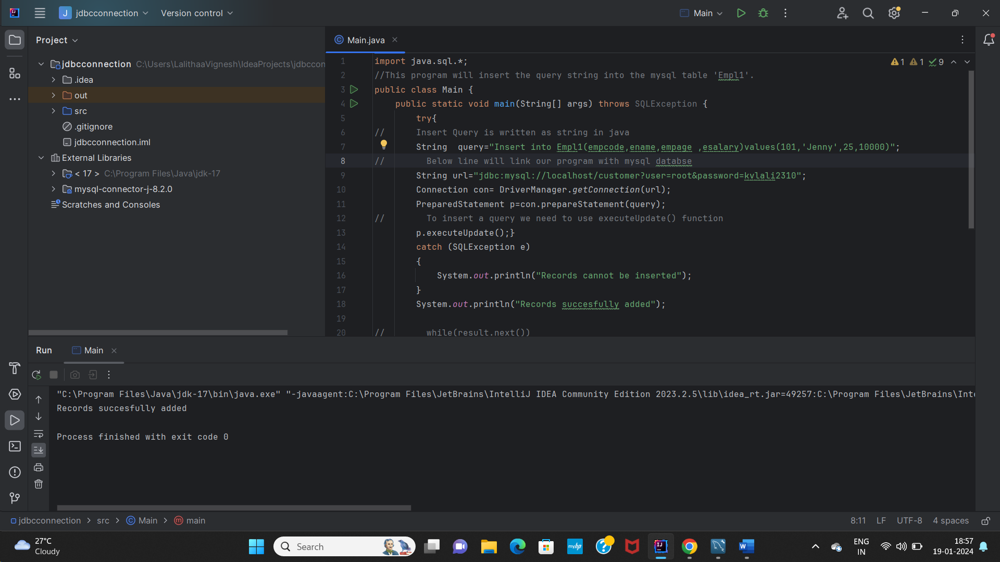 jdbcconnection Version control Main
Project
Main.java
jdbcconnection C:\Users\LalithaaVignesh\IdeaProjects\jdbccon
.idea
out
src
.gitignore
jdbcconnection.iml
External Libraries
< 17 > C:\Program Files\Java\jdk-17
mysql-connector-j-8.2.0
Scratches and Consoles
1 1 9
1 import java.sql.*;
2 //This program will insert the query string into the mysql table 'Empl1'.
3 public class Main {
4 public static void main(String[] args) throws SQLException {
5 try{
6 // Insert Query is written as string in java
7 String query="Insert into Empl1(empcode,ename,empage ,esalary)values(101,'Jenny',25,10000)";
8 // Below line will link our program with mysql databse
9 String url="jdbc:mysql://localhost/customer?user=root&password=kvlali2310";
10 Connection con= DriverManager.getConnection(url);
11 PreparedStatement p=con.prepareStatement(query);
12 // To insert a query we need to use executeUpdate() function
13 p.executeUpdate();}
14 catch (SQLException e)
15 {
16 System.out.println("Records cannot be inserted");
17 }
18 System.out.println("Records succesfully added");
19
20 // while(result.next())
Run Main
"C:\Program Files\Java\jdk-17\bin\java.exe" "-javaagent:C:\Program Files\JetBrains\IntelliJ IDEA Community Edition 2023.2.5\lib\idea_rt.jar=49257:C:\Program Files\JetBrains\Inte
Records succesfully added
Process finished with exit code 0
jdbcconnection > src > Main > main
8:11 LF UTF-8 4 spaces
27°C
Cloudy
Search
ENG
IN
18:57
19-01-2024